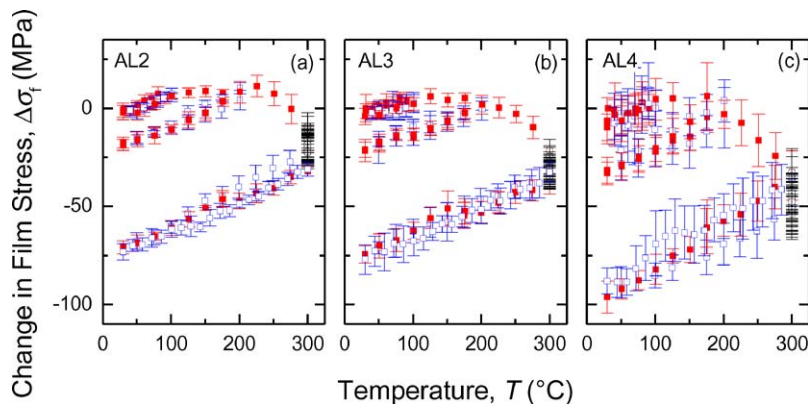 Change in Film Stress, Δσf (MPa)
0
-50
-100
AL2
(a)
0
100
200
300
AL3
(b)
0
100
200
300
AL4
(c)
0
100
200
300
Temperature, T (°C)